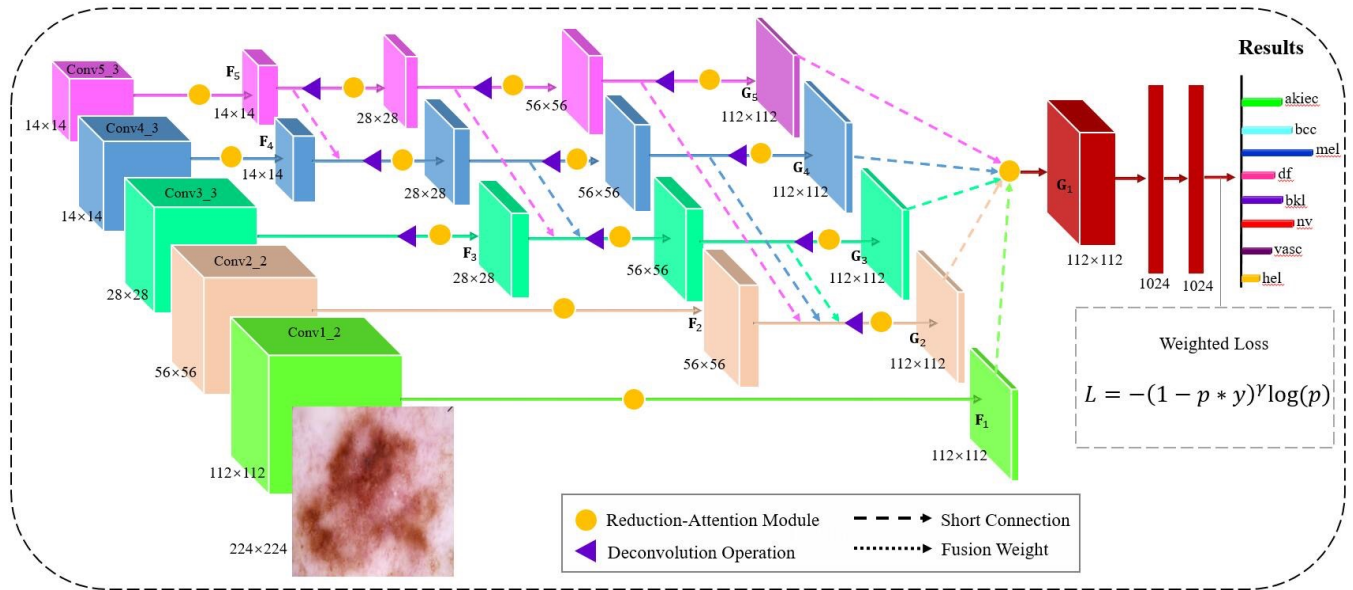 Results
Conv5_3
F5
14×14
14×14
28×28
56×56
G5
112×112
akiec
bcc
mel
df
bkl
nv
vasc
hel
Conv4_3
F4
14×14
14×14
28×28
56×56
G4
112×112
Conv3_3
28×28
F3
28×28
56×56
G3
112×112
G1
112×112
1024
1024
Conv2_2
56×56
F2
56×56
G2
112×112
Conv1_2
112×112
F1
112×112
224×224
Weighted Loss
L = −(1 − p * y)^γ log(p)
Reduction-Attention Module
Short Connection
Deconvolution Operation
Fusion Weight